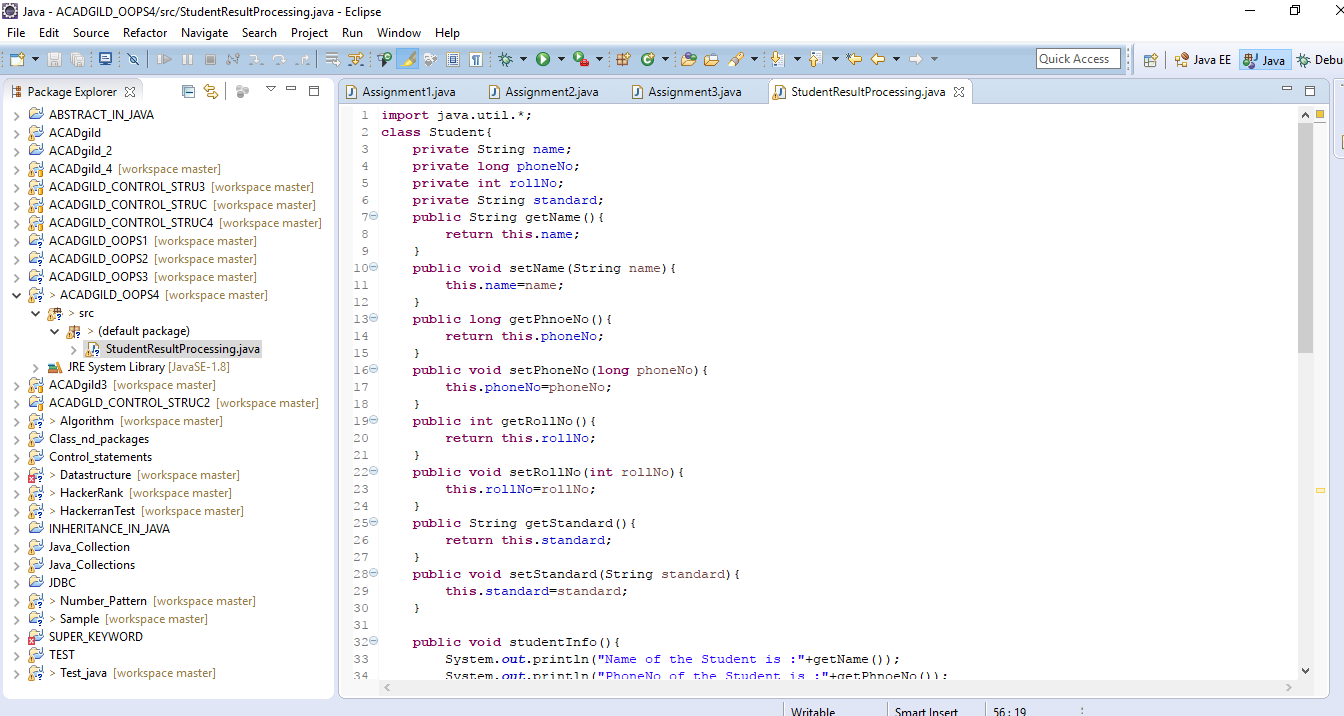 Java - ACADGILD_OOPS4/src/StudentResultProcessing.java - Eclipse
File Edit Source Refactor Navigate Search Project Run Window Help
Quick Access Java EE Java Debu
Package Explorer
ABSTRACT_IN_JAVA
ACADgild
ACADgild_2
ACADgild_4 [workspace master]
ACADGILD_CONTROL_STRU3 [workspace master]
ACADGILD_CONTROL_STRUC [workspace master]
ACADGILD_CONTROL_STRUC4 [workspace master]
ACADGILD_OOPS1 [workspace master]
ACADGILD_OOPS2 [workspace master]
ACADGILD_OOPS3 [workspace master]
> ACADGILD_OOPS4 [workspace master]
> src
> (default package)
StudentResultProcessing.java
JRE System Library [JavaSE-1.8]
ACADgild3 [workspace master]
ACADGLD_CONTROL_STRUC2 [workspace master]
> Algorithm [workspace master]
Class_nd_packages
Control_statements
> Datastructure [workspace master]
> HackerRank [workspace master]
> HackerranTest [workspace master]
INHERITANCE_IN_JAVA
Java_Collection
Java_Collections
JDBC
> Number_Pattern [workspace master]
> Sample [workspace master]
SUPER_KEYWORD
TEST
> Test_java [workspace master]
Assignment1.java Assignment2.java Assignment3.java StudentResultProcessing.java
1 import java.util.*;
2 class Student{
3 private String name;
4 private long phoneNo;
5 private int rollNo;
6 private String standard;
7 public String getName(){
8 return this.name;
9 }
10 public void setName(String name){
11 this.name=name;
12 }
13 public long getPhnoeNo(){
14 return this.phoneNo;
15 }
16 public void setPhoneNo(long phoneNo){
17 this.phoneNo=phoneNo;
18 }
19 public int getRollNo(){
20 return this.rollNo;
21 }
22 public void setRollNo(int rollNo){
23 this.rollNo=rollNo;
24 }
25 public String getStandard(){
26 return this.standard;
27 }
28 public void setStandard(String standard){
29 this.standard=standard;
30 }
31
32 public void studentInfo(){
33 System.out.println("Name of the Student is :"+getName());
34 System.out.println("PhoneNo of the Student is :"+getPhnoeNo());
Writable Smart Insert 56 : 19